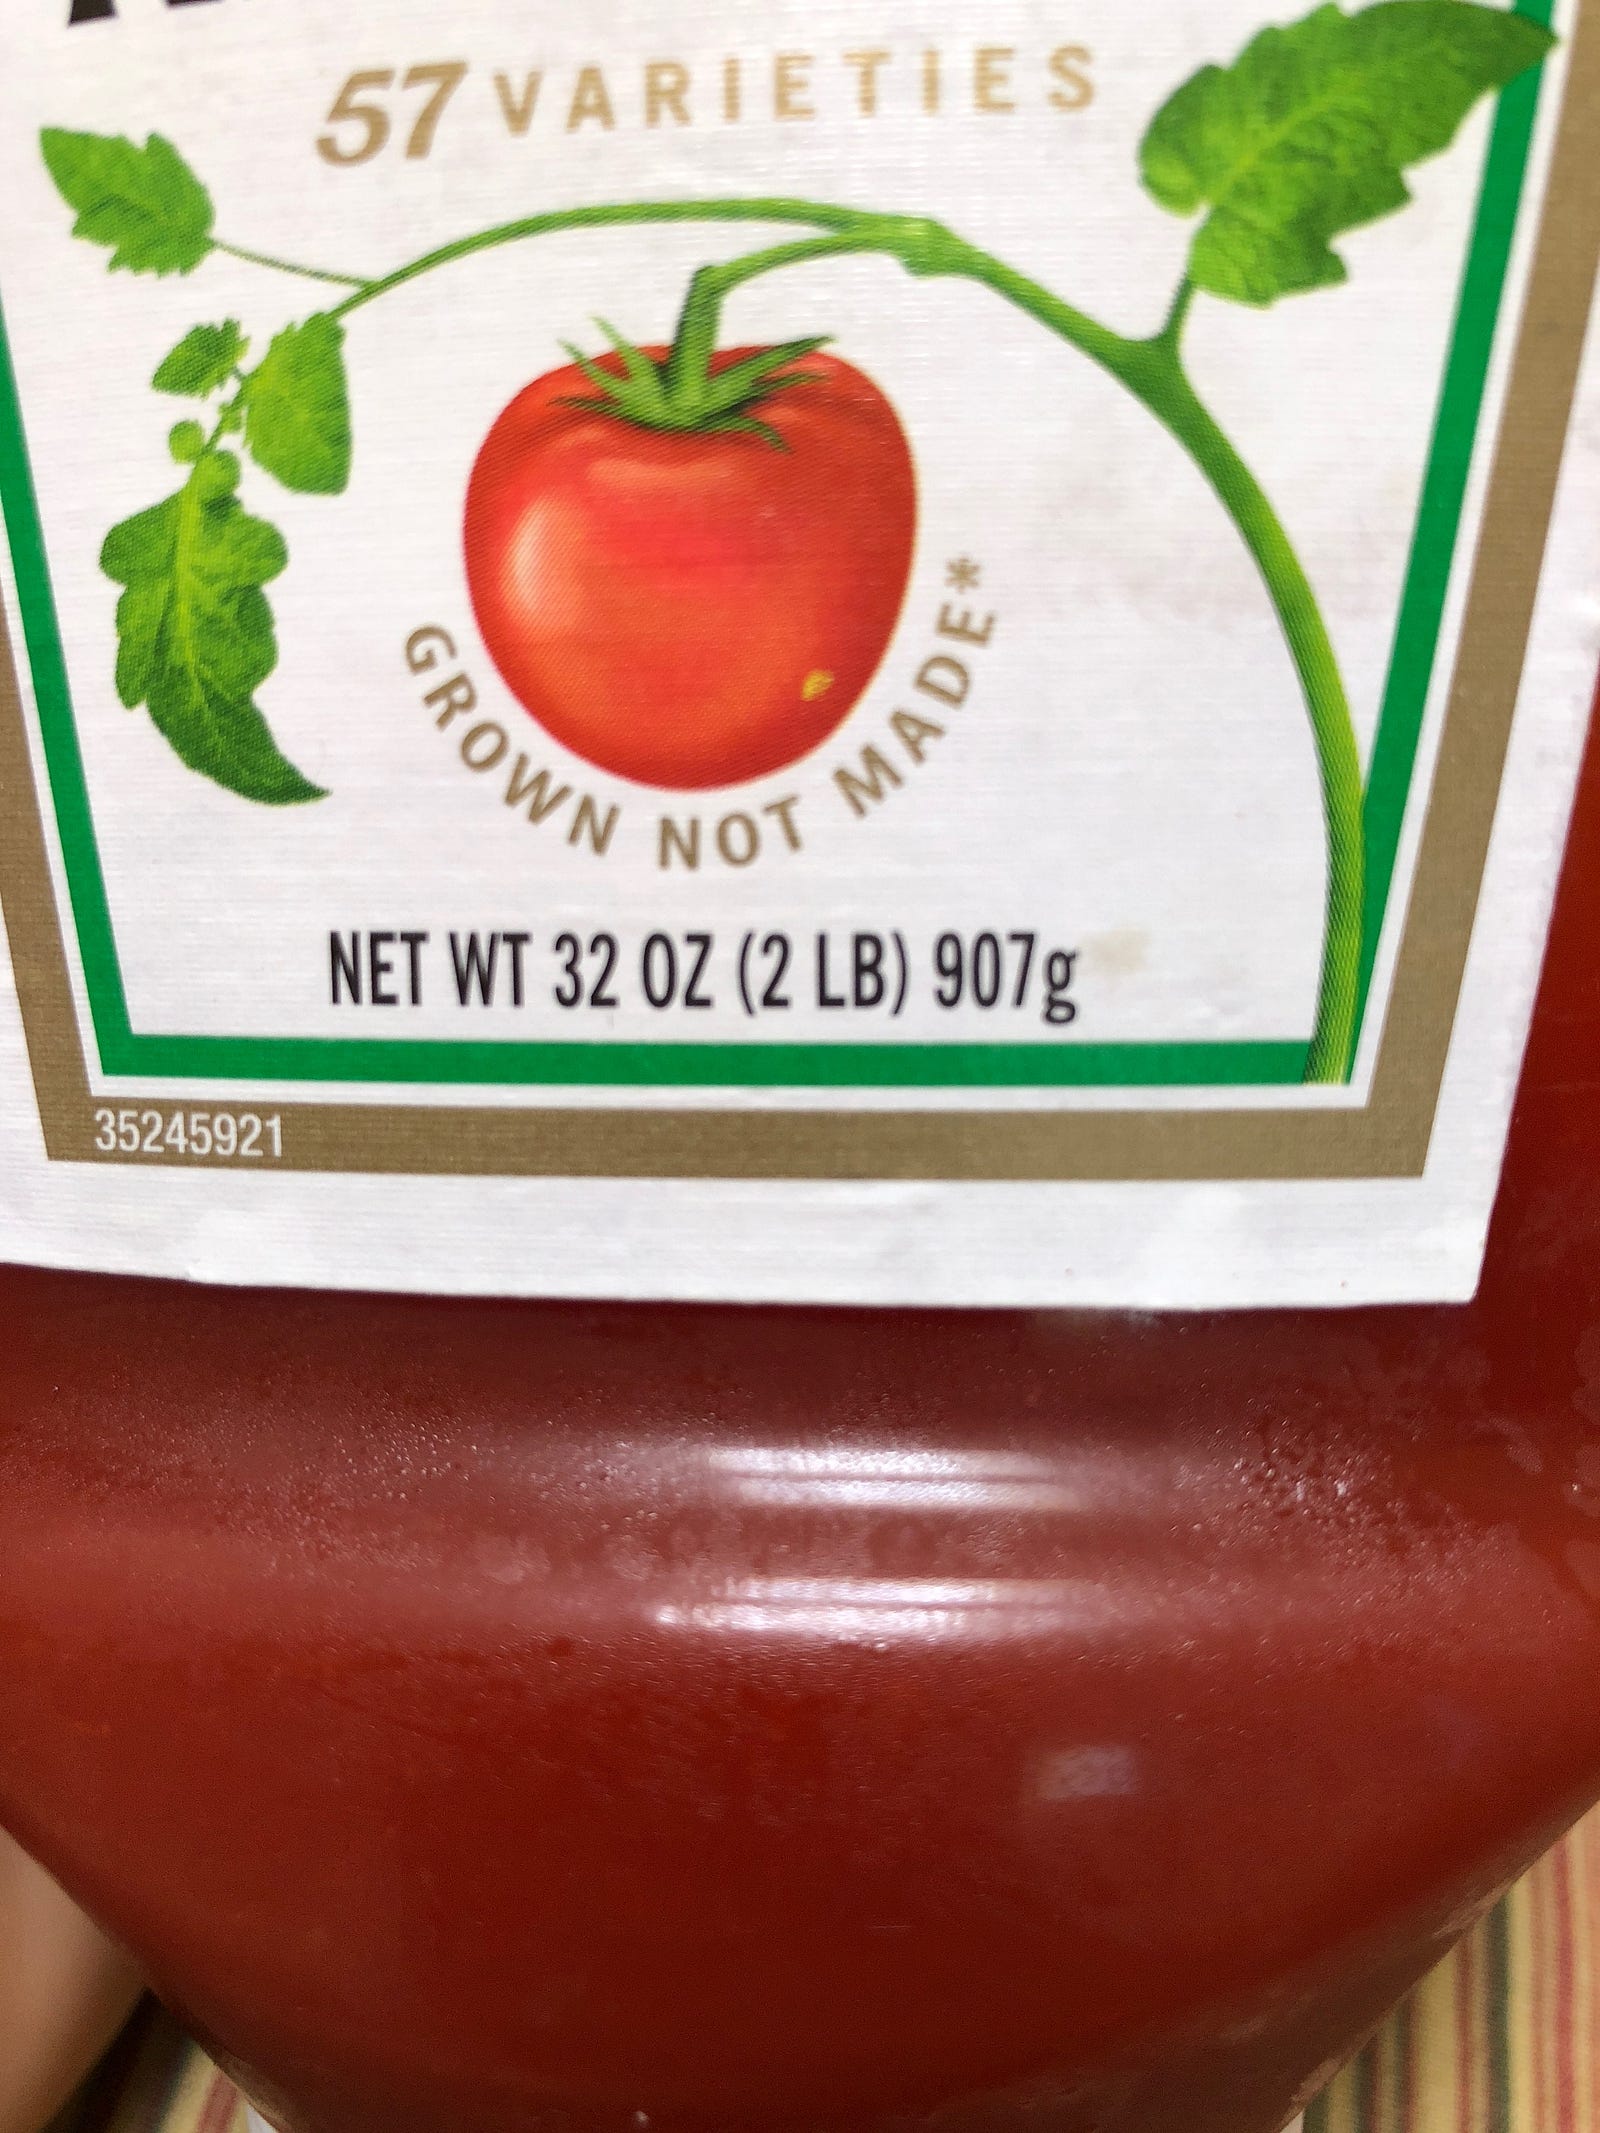 57 VARIETIES
GROWN NOT MADE*
NET WT 32 OZ (2 LB) 907g
35245921